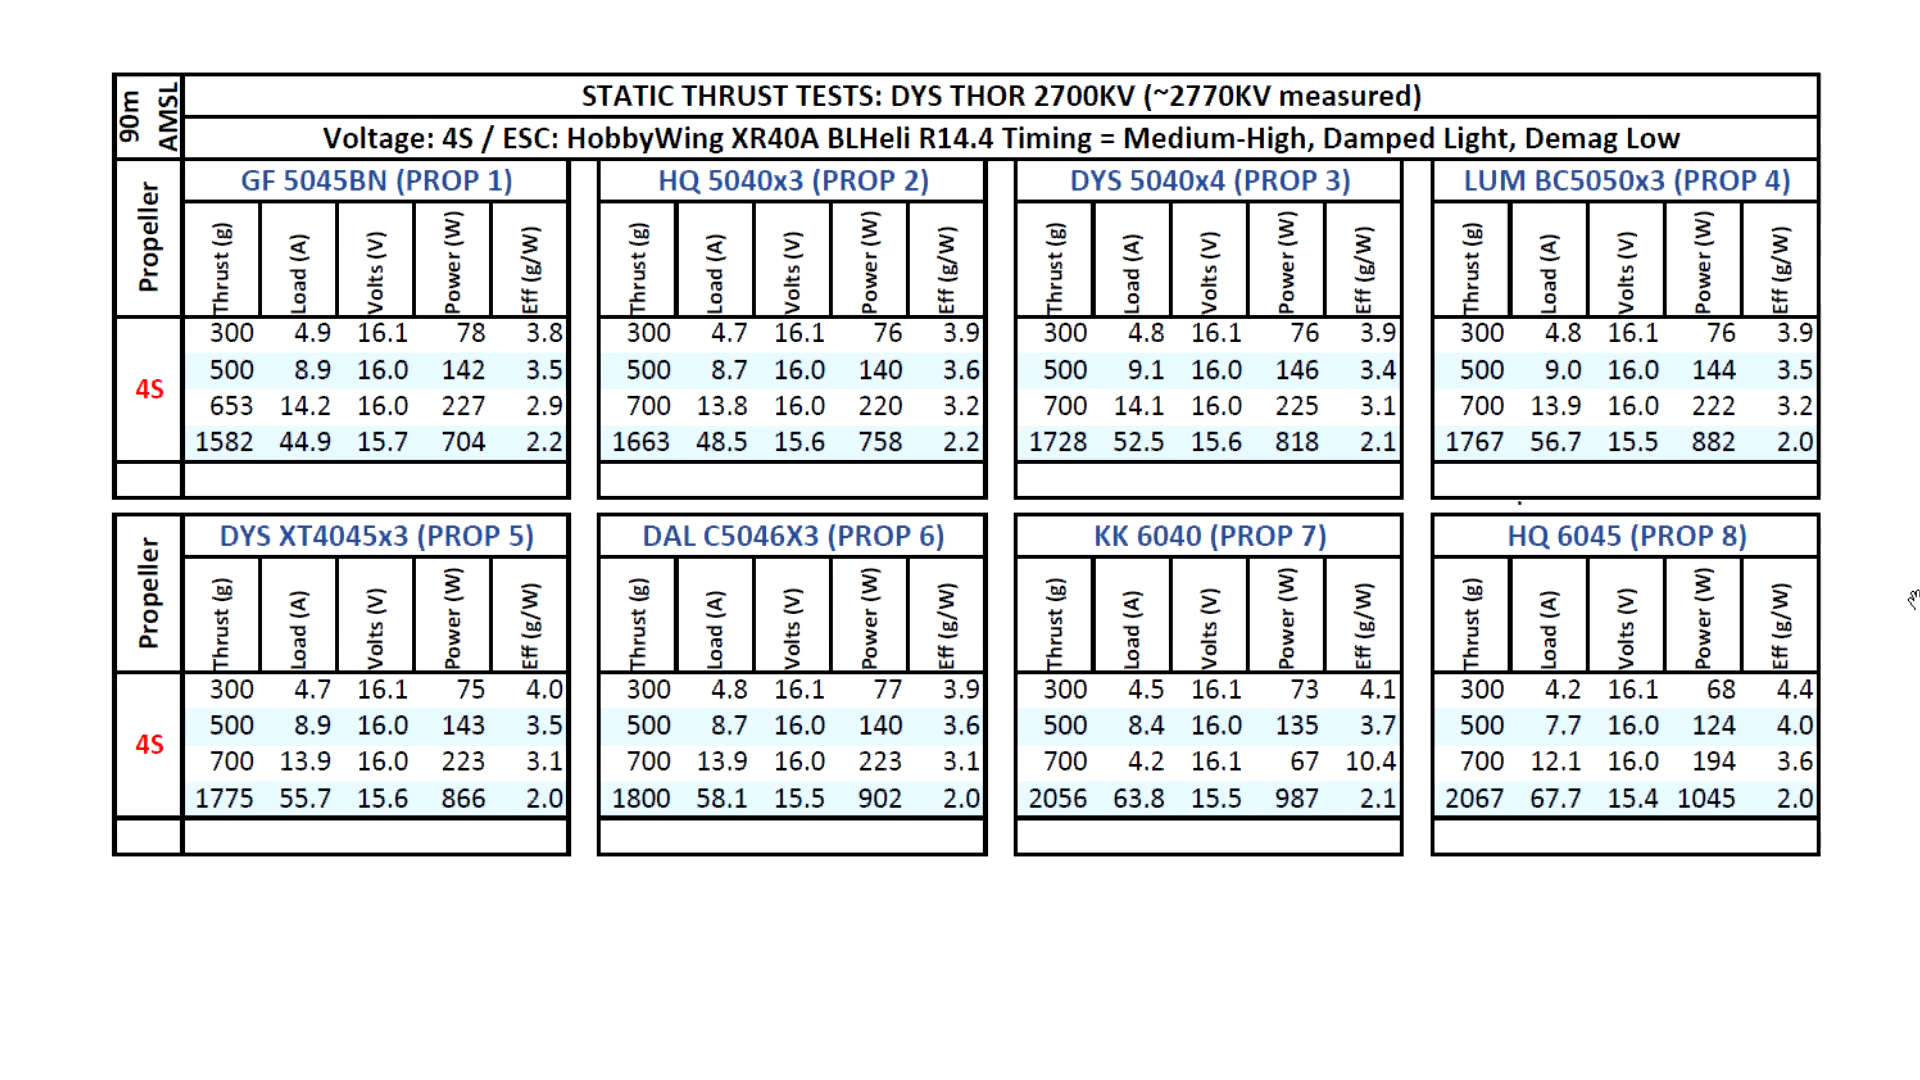 90m AMSL
STATIC THRUST TESTS: DYS THOR 2700KV (~2770KV measured)
Voltage: 4S / ESC: HobbyWing XR40A BLHeli R14.4 Timing = Medium-High, Damped Light, Demag Low
Propeller
GF 5045BN (PROP 1) HQ 5040x3 (PROP 2) DYS 5040x4 (PROP 3) LUM BC5050x3 (PROP 4)
Thrust (g) Load (A) Volts (V) Power (W) Eff (g/W) Thrust (g) Load (A) Volts (V) Power (W) Eff (g/W) Thrust (g) Load (A) Volts (V) Power (W) Eff (g/W) Thrust (g) Load (A) Volts (V) Power (W) Eff (g/W)
4S
300 4.9 16.1 78 3.8 300 4.7 16.1 76 3.9 300 4.8 16.1 76 3.9 300 4.8 16.1 76 3.9
500 8.9 16.0 142 3.5 500 8.7 16.0 140 3.6 500 9.1 16.0 146 3.4 500 9.0 16.0 144 3.5
653 14.2 16.0 227 2.9 700 13.8 16.0 220 3.2 700 14.1 16.0 225 3.1 700 13.9 16.0 222 3.2
1582 44.9 15.7 704 2.2 1663 48.5 15.6 758 2.2 1728 52.5 15.6 818 2.1 1767 56.7 15.5 882 2.0
Propeller
DYS XT4045x3 (PROP 5) DAL C5046X3 (PROP 6) KK 6040 (PROP 7) HQ 6045 (PROP 8)
Thrust (g) Load (A) Volts (V) Power (W) Eff (g/W) Thrust (g) Load (A) Volts (V) Power (W) Eff (g/W) Thrust (g) Load (A) Volts (V) Power (W) Eff (g/W) Thrust (g) Load (A) Volts (V) Power (W) Eff (g/W)
4S
300 4.7 16.1 75 4.0 300 4.8 16.1 77 3.9 300 4.5 16.1 73 4.1 300 4.2 16.1 68 4.4
500 8.9 16.0 143 3.5 500 8.7 16.0 140 3.6 500 8.4 16.0 135 3.7 500 7.7 16.0 124 4.0
700 13.9 16.0 223 3.1 700 13.9 16.0 223 3.1 700 4.2 16.1 67 10.4 700 12.1 16.0 194 3.6
1775 55.7 15.6 866 2.0 1800 58.1 15.5 902 2.0 2056 63.8 15.5 987 2.1 2067 67.7 15.4 1045 2.0